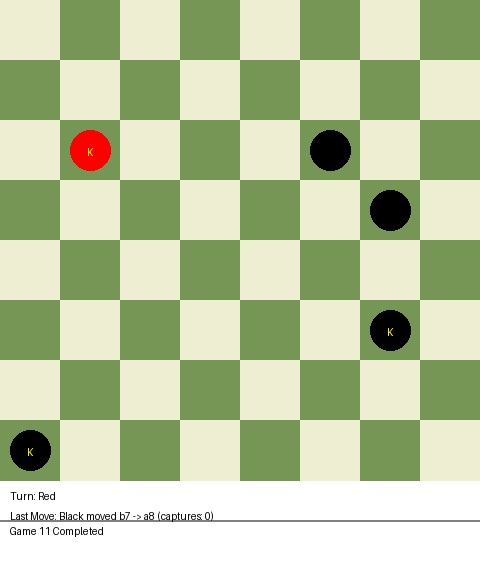 K
K
K
Turn: Red
Last Move: Black moved b7 -> a8 (captures: 0)
Game 11 Completed